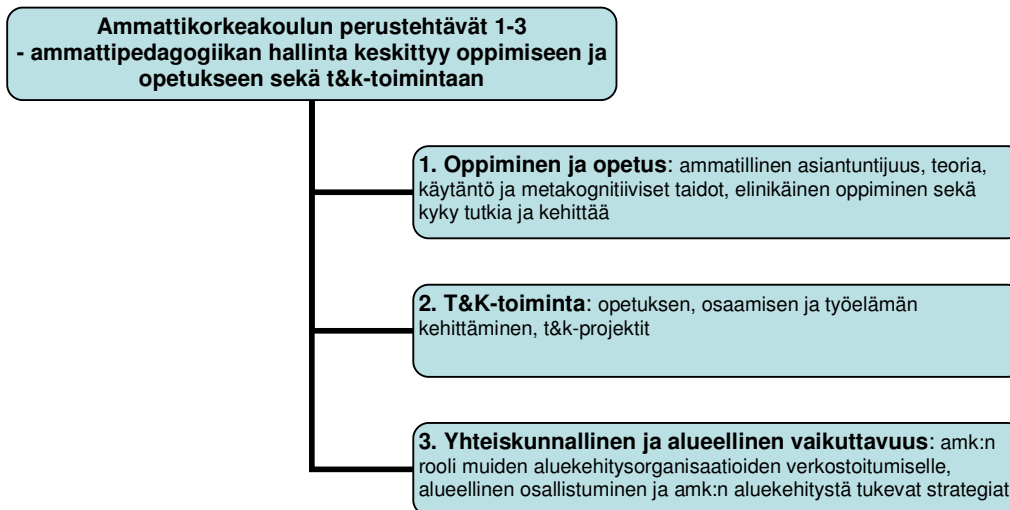 Ammattikorkeakoulun perustehtävät 1-3
- ammattipedagogiikan hallinta keskittyy oppimiseen ja
opetukseen sekä t&k-toimintaan
1. Oppiminen ja opetus: ammatillinen asiantuntijuus, teoria,
käytäntö ja metakognitiiviset taidot, elinikäinen oppiminen sekä
kyky tutkia ja kehittää
2. T&K-toiminta: opetuksen, osaamisen ja työelämän
kehittäminen, t&k-projektit
3. Yhteiskunnallinen ja alueellinen vaikuttavuus: amk:n
rooli muiden aluekehitysorganisaatioiden verkostoitumiselle,
alueellinen osallistuminen ja amk:n aluekehitystä tukevat strategiat